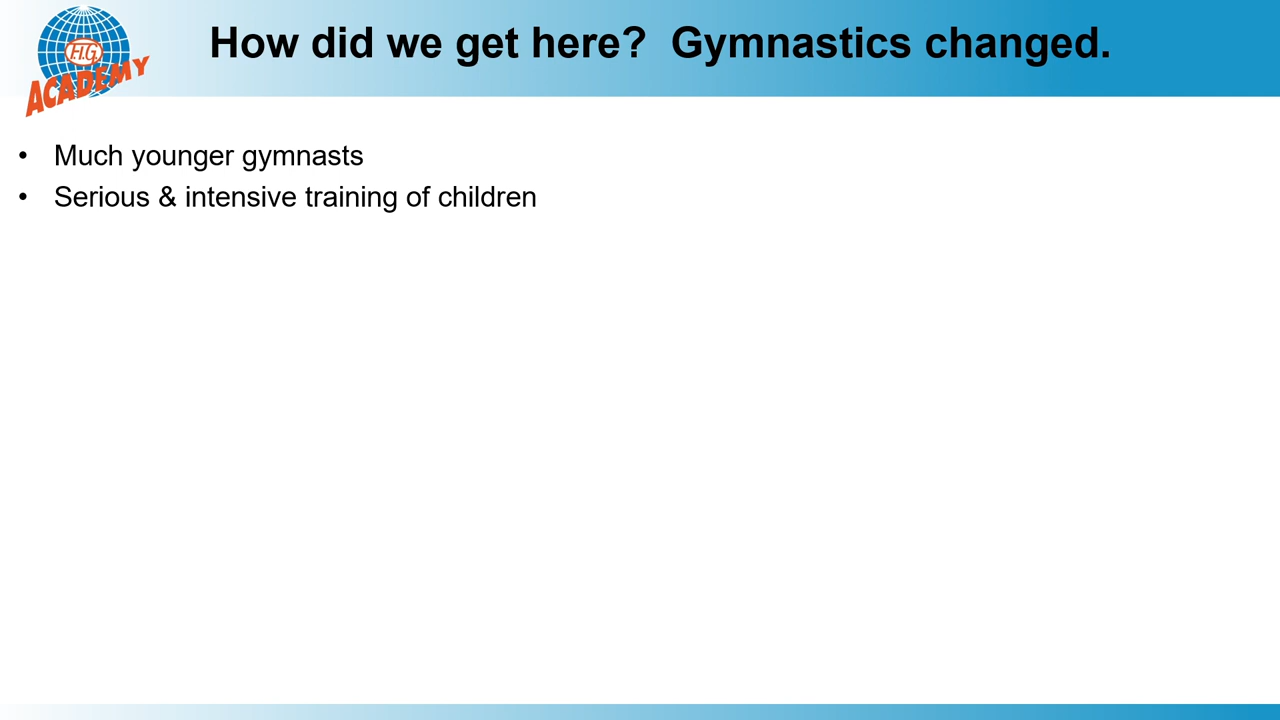 How did we get here?  Gymnastics changed.
F.I.G.
ACADEMY
• Much younger gymnasts
• Serious & intensive training of children